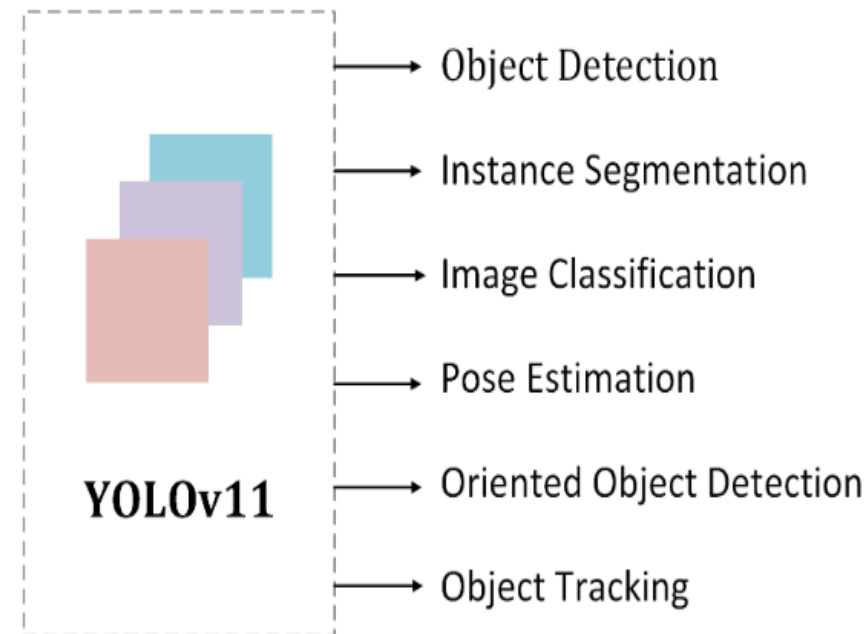 Object Detection
Instance Segmentation
Image Classification
Pose Estimation
YOLOv11
Oriented Object Detection
Object Tracking